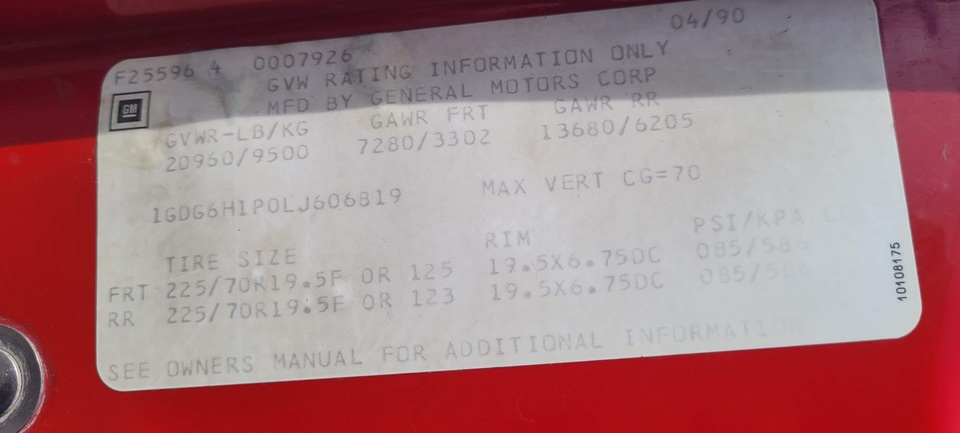 04/90
F25596 4 0007926
GVW RATING INFORMATION ONLY
MFD BY GENERAL MOTORS CORP
GM
GVWR-LB/KG GAWR FRT GAWR RR
20960/9500 7280/3302 13680/6205
1GDG6H1P0LJ606819 MAX VERT CG=70
TIRE SIZE RIM PSI/KPA
FRT 225/70R19.5F OR 125 19.5X6.75DC 085/586
RR 225/70R19.5F OR 123 19.5X6.75DC 085/586
SEE OWNERS MANUAL FOR ADDITIONAL INFORMATION
10108175